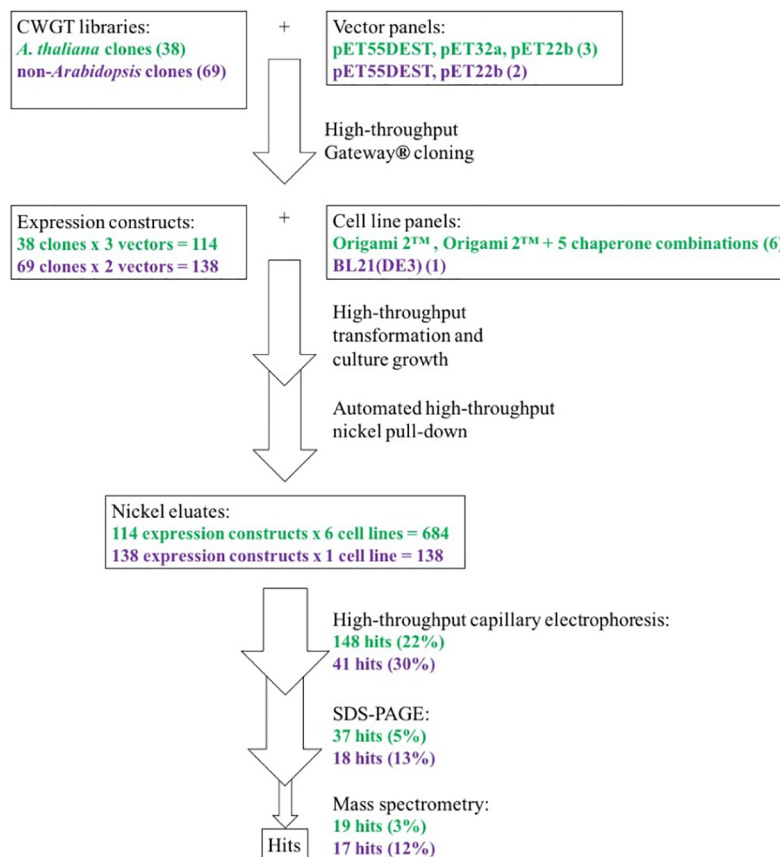 CWGT libraries:
A. thaliana clones (38)
non-Arabidopsis clones (69)
+
Vector panels:
pET55DEST, pET32a, pET22b (3)
pET55DEST, pET22b (2)
High-throughput
Gateway® cloning
Expression constructs:
38 clones x 3 vectors = 114
69 clones x 2 vectors = 138
+
Cell line panels:
Origami 2™ , Origami 2™ + 5 chaperone combinations (6)
BL21(DE3) (1)
High-throughput
transformation and
culture growth
Automated high-throughput
nickel pull-down
Nickel eluates:
114 expression constructs x 6 cell lines = 684
138 expression constructs x 1 cell line = 138
High-throughput capillary electrophoresis:
148 hits (22%)
41 hits (30%)
SDS-PAGE:
37 hits (5%)
18 hits (13%)
Mass spectrometry:
19 hits (3%)
17 hits (12%)
Hits